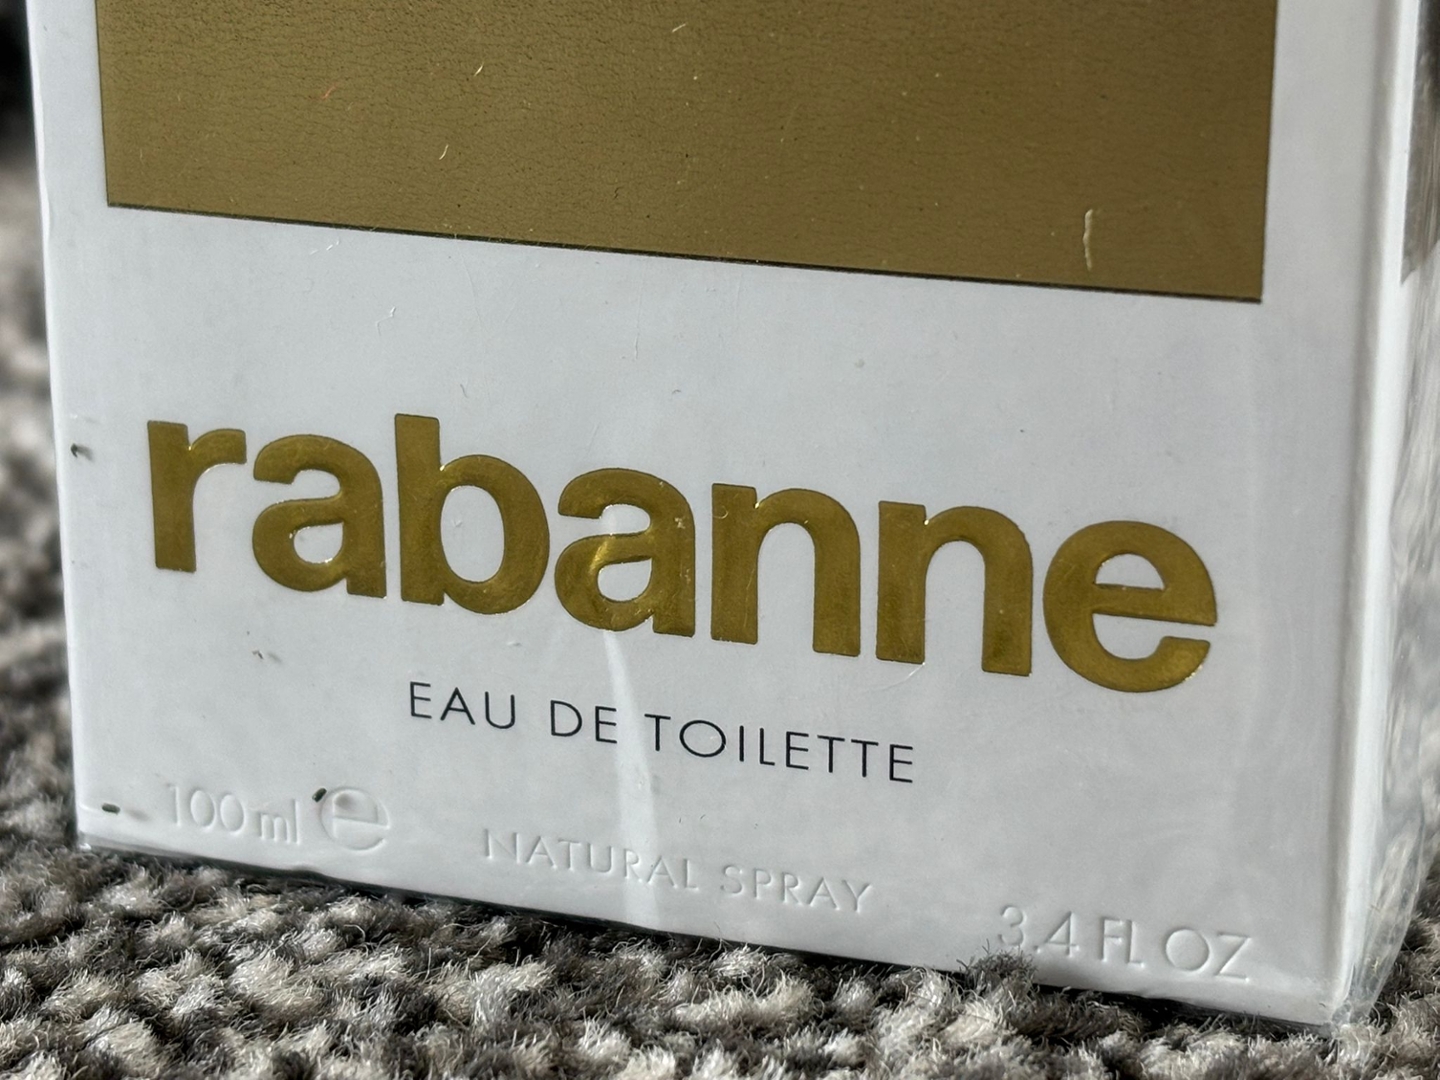 rabanne
EAU DE TOILETTE
100 ml ℮
NATURAL SPRAY
3.4 FL OZ